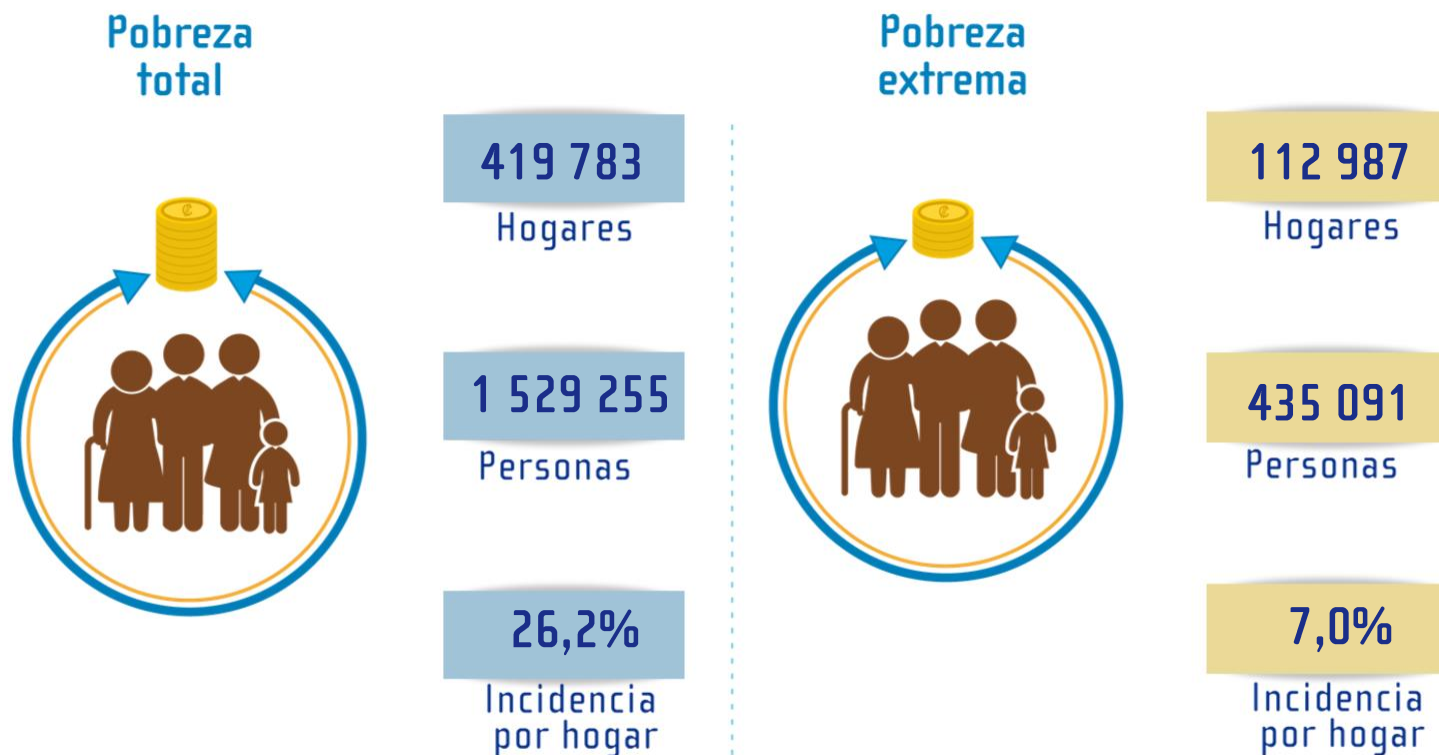 Pobreza
total
419 783
Hogares
1 529 255
Personas
26,2%
Incidencia
por hogar
Pobreza
extrema
112 987
Hogares
435 091
Personas
7,0%
Incidencia
por hogar
₡
₡